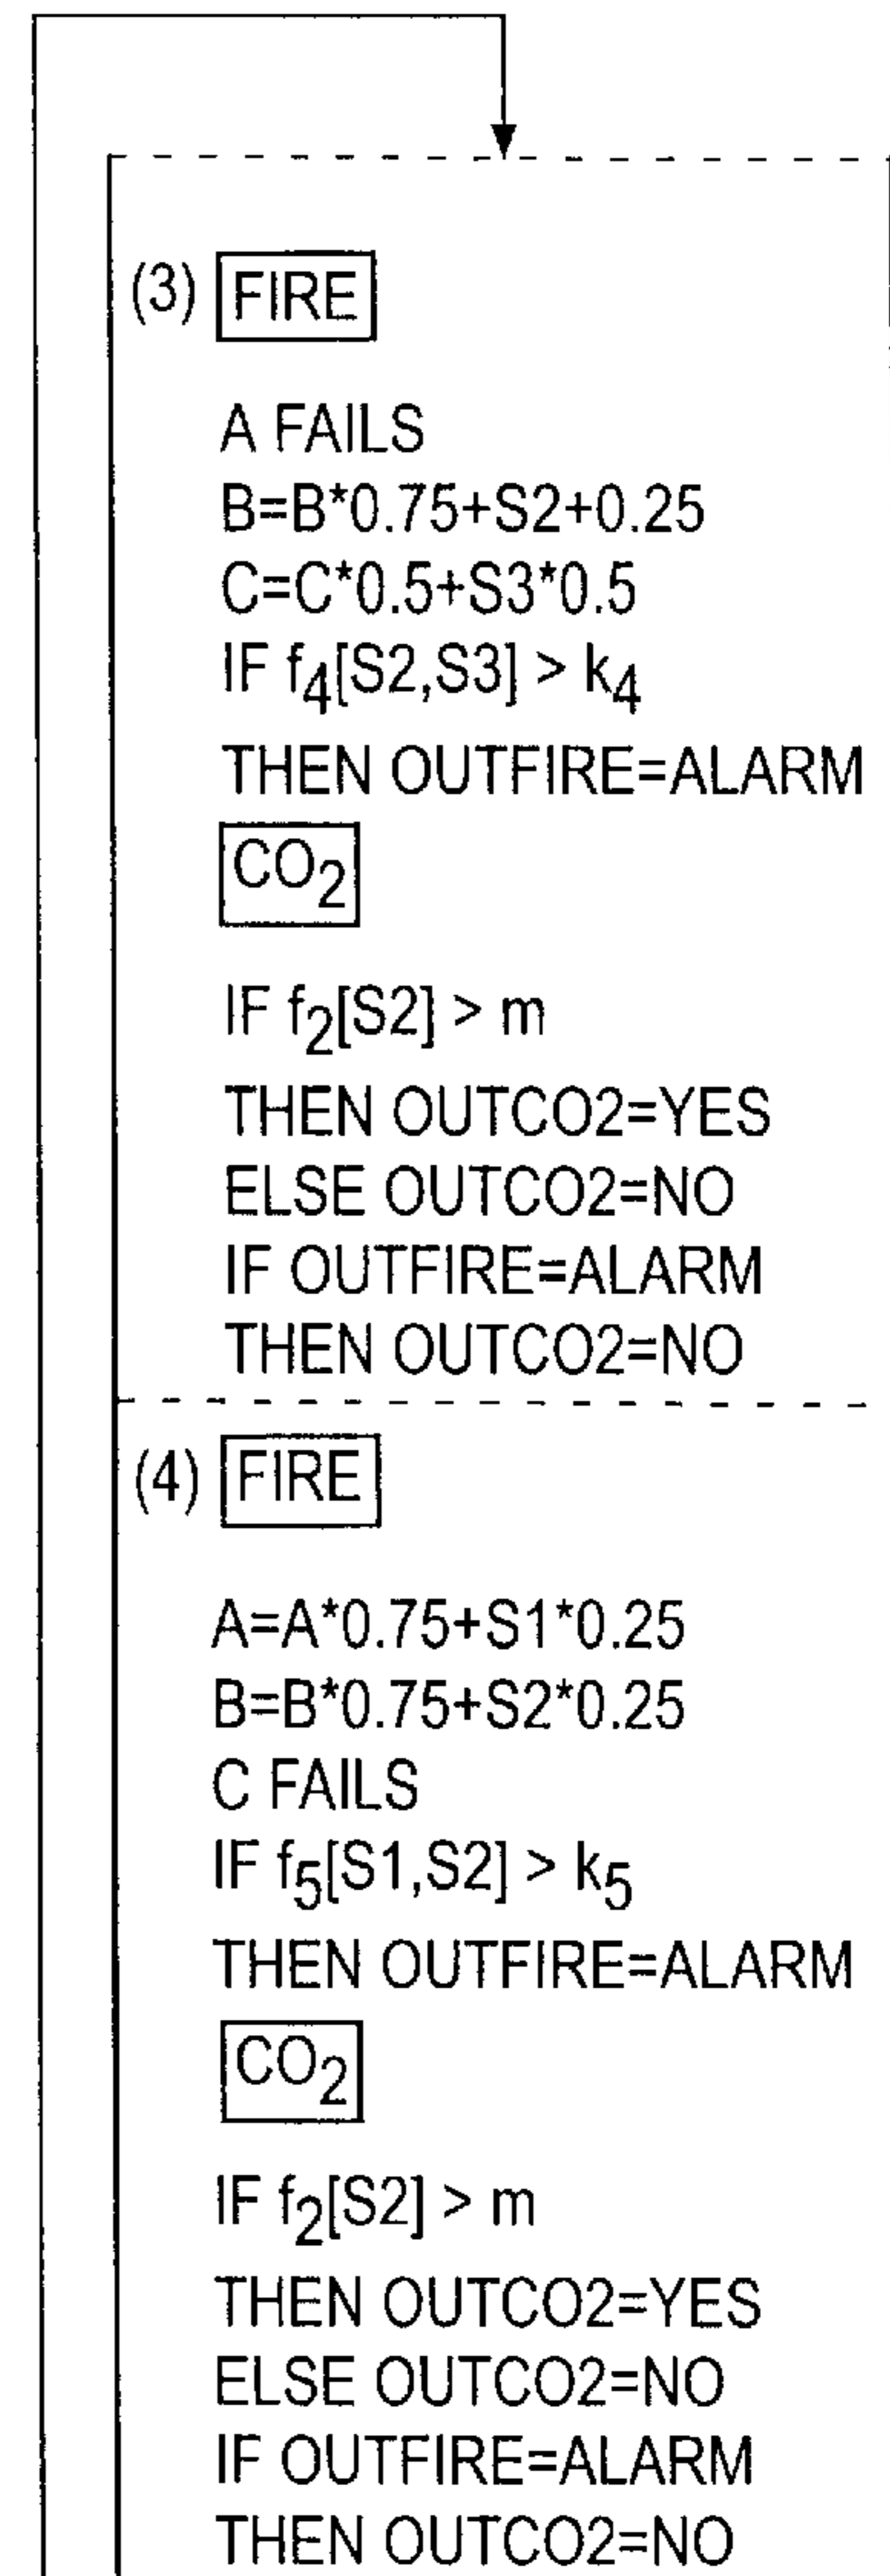 (3) FIRE
A FAILS
B=B*0.75+S2+0.25
C=C*0.5+S3*0.5
IF f4[S2,S3] > k4
THEN OUTFIRE=ALARM
CO2
IF f2[S2] > m
THEN OUTCO2=YES
ELSE OUTCO2=NO
IF OUTFIRE=ALARM
THEN OUTCO2=NO
(4) FIRE
A=A*0.75+S1*0.25
B=B*0.75+S2*0.25
C FAILS
IF f5[S1,S2] > k5
THEN OUTFIRE=ALARM
CO2
IF f2[S2] > m
THEN OUTCO2=YES
ELSE OUTCO2=NO
IF OUTFIRE=ALARM
THEN OUTCO2=NO